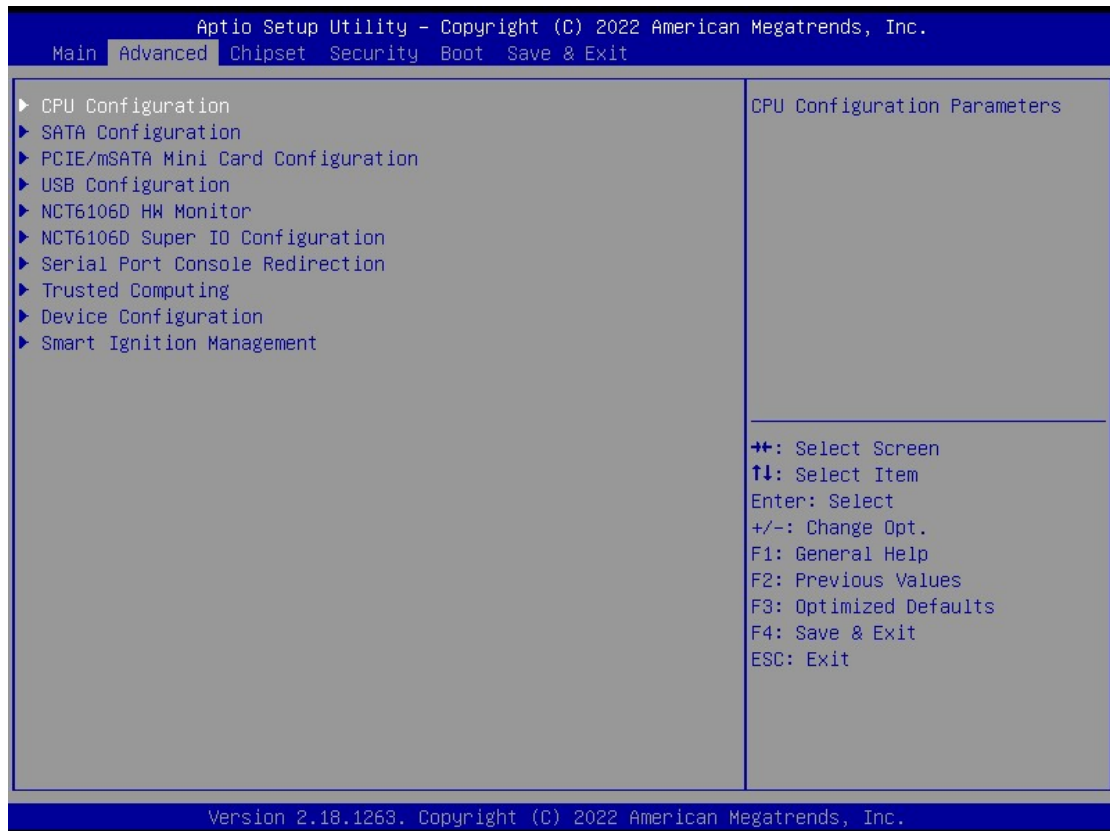 Aptio Setup Utility – Copyright (C) 2022 American Megatrends, Inc.
Main Advanced Chipset Security Boot Save & Exit
▶ CPU Configuration
▶ SATA Configuration
▶ PCIE/mSATA Mini Card Configuration
▶ USB Configuration
▶ NCT6106D HW Monitor
▶ NCT6106D Super IO Configuration
▶ Serial Port Console Redirection
▶ Trusted Computing
▶ Device Configuration
▶ Smart Ignition Management
CPU Configuration Parameters
→←: Select Screen
↑↓: Select Item
Enter: Select
+/-: Change Opt.
F1: General Help
F2: Previous Values
F3: Optimized Defaults
F4: Save & Exit
ESC: Exit
Version 2.18.1263. Copyright (C) 2022 American Megatrends, Inc.